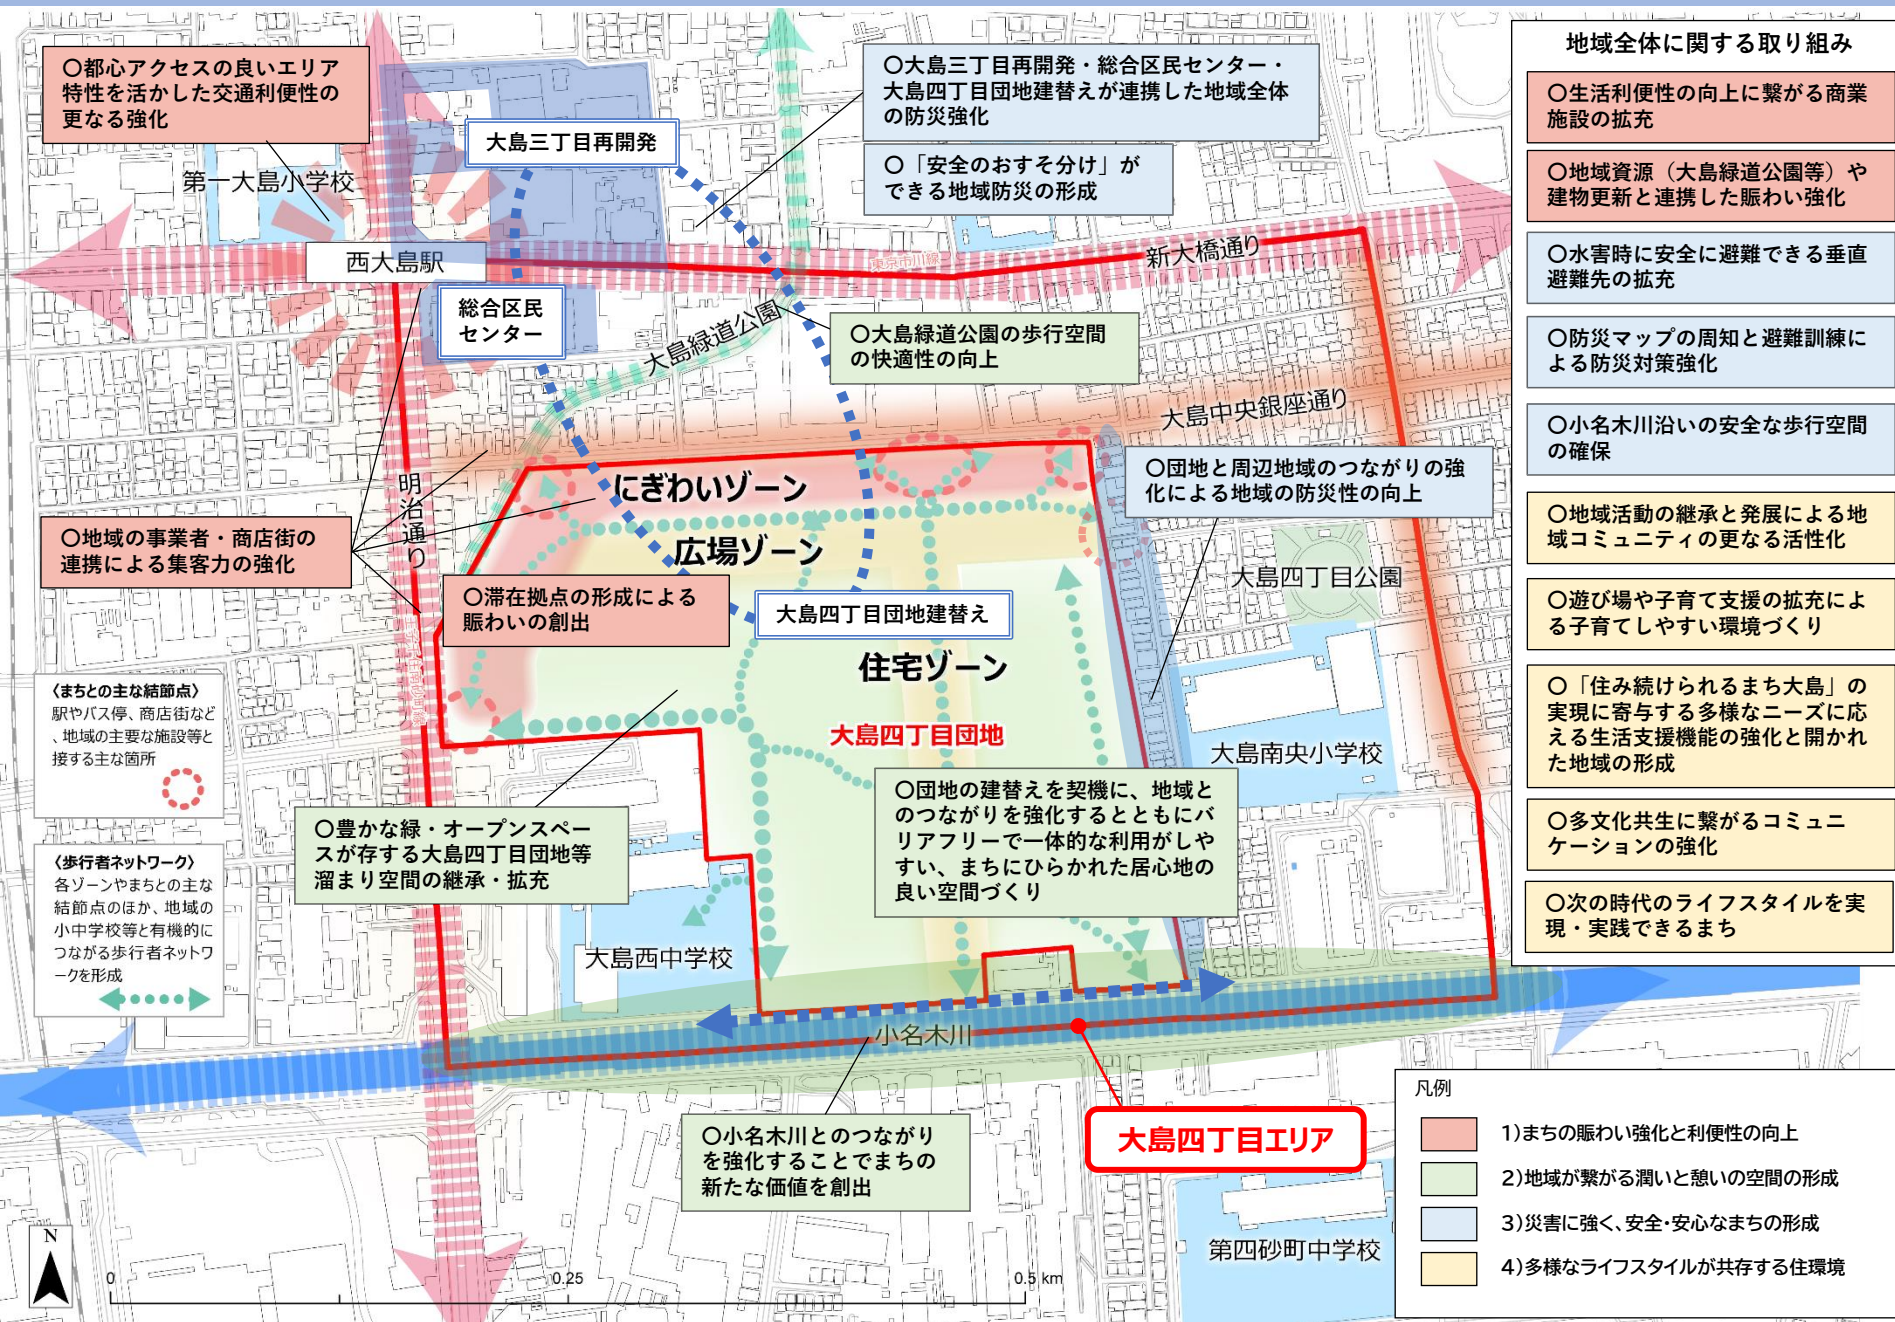 〇都心アクセスの良いエリア
特性を活かした交通利便性の
更なる強化
第一大島小学校
大島三丁目再開発
〇大島三丁目再開発・総合区民センター・
大島四丁目団地建替えが連携した地域全体
の防災強化
〇「安全のおすそ分け」が
できる地域防災の形成
西大島駅
東京市川線
新大橋通り
総合区民
センター
大島緑道公園
〇大島緑道公園の歩行空間
の快適性の向上
大島中央銀座通り
明治通り
にぎわいゾーン
広場ゾーン
〇団地と周辺地域のつながりの強
化による地域の防災性の向上
〇地域の事業者・商店街の
連携による集客力の強化
〇滞在拠点の形成による
賑わいの創出
大島四丁目団地建替え
大島四丁目公園
住宅ゾーン
大島四丁目団地
大島南央小学校
〈まちとの主な結節点〉
駅やバス停、商店街など
、地域の主要な施設等と
接する主な箇所
〇豊かな緑・オープンスペー
スが存する大島四丁目団地等
溜まり空間の継承・拡充
〇団地の建替えを契機に、地域と
のつながりを強化するとともにバ
リアフリーで一体的な利用がしや
すい、まちにひらかれた居心地の
良い空間づくり
〈歩行者ネットワーク〉
各ゾーンやまちとの主な
結節点のほか、地域の
小中学校等と有機的に
つながる歩行者ネットワ
ークを形成
大島西中学校
小名木川
〇小名木川とのつながり
を強化することでまちの
新たな価値を創出
大島四丁目エリア
第四砂町中学校
N
0
0.25
0.5 km
地域全体に関する取り組み
〇生活利便性の向上に繋がる商業
施設の拡充
〇地域資源（大島緑道公園等）や
建物更新と連携した賑わい強化
〇水害時に安全に避難できる垂直
避難先の拡充
〇防災マップの周知と避難訓練に
よる防災対策強化
〇小名木川沿いの安全な歩行空間
の確保
〇地域活動の継承と発展による地
域コミュニティの更なる活性化
〇遊び場や子育て支援の拡充によ
る子育てしやすい環境づくり
〇「住み続けられるまち大島」の
実現に寄与する多様なニーズに応
える生活支援機能の強化と開かれ
た地域の形成
〇多文化共生に繋がるコミュニ
ケーションの強化
〇次の時代のライフスタイルを実
現・実践できるまち
凡例
1)まちの賑わい強化と利便性の向上
2)地域が繋がる潤いと憩いの空間の形成
3)災害に強く、安全・安心なまちの形成
4)多様なライフスタイルが共存する住環境